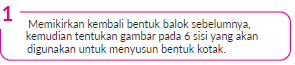 1
Memikirkan kembali bentuk balok sebelumnya,
kemudian tentukan gambar pada 6 sisi yang akan
digunakan untuk menyusun bentuk kotak.